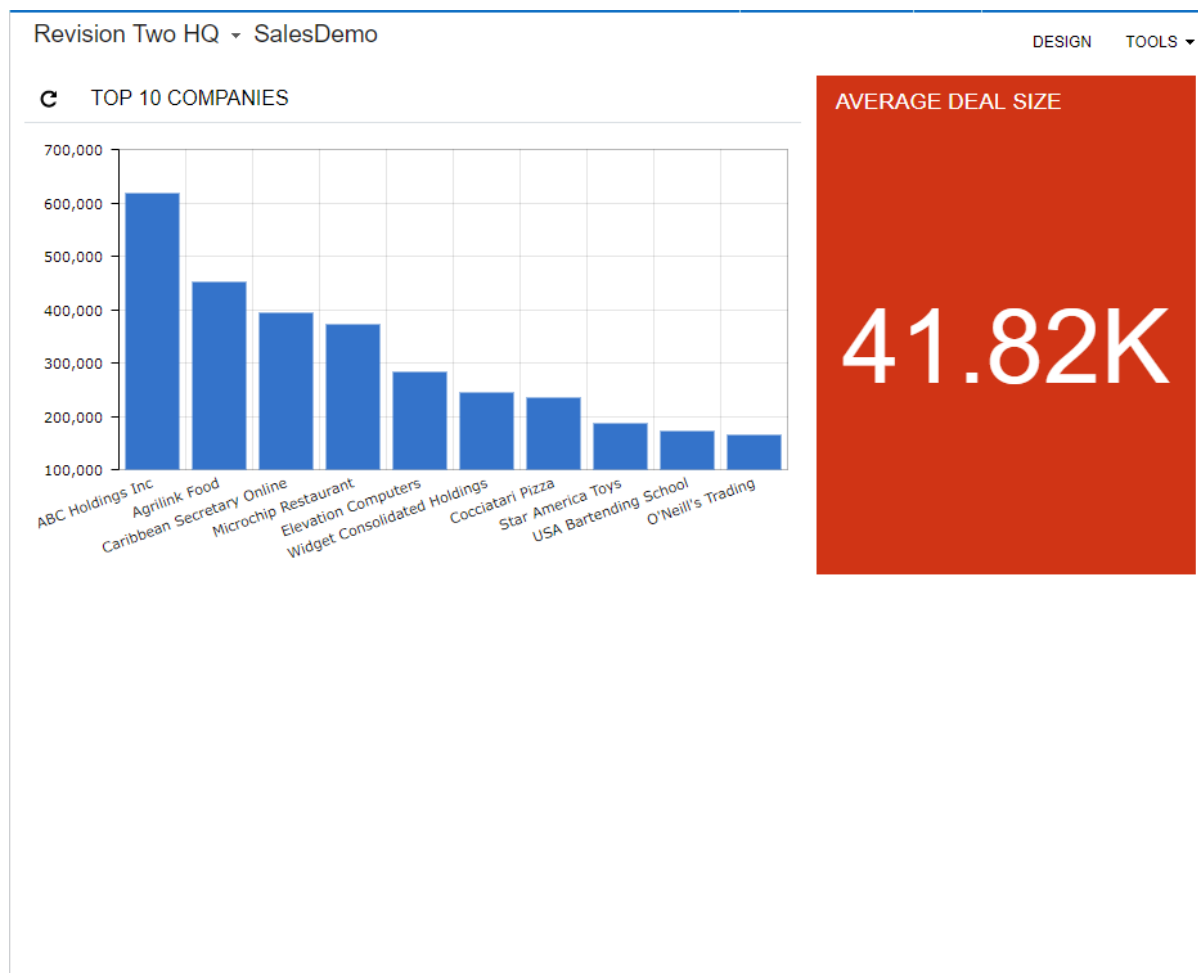 Revision Two HQ SalesDemo
DESIGN TOOLS
TOP 10 COMPANIES
AVERAGE DEAL SIZE
700,000
600,000
500,000
400,000
300,000
200,000
100,000
41.82K
ABC Holdings Inc
Agrilink Food
Caribbean Secretary Online
Microchip Restaurant
Elevation Computers
Widget Consolidated Holdings
Cocciatari Pizza
Star America Toys
USA Bartending School
O'Neill's Trading